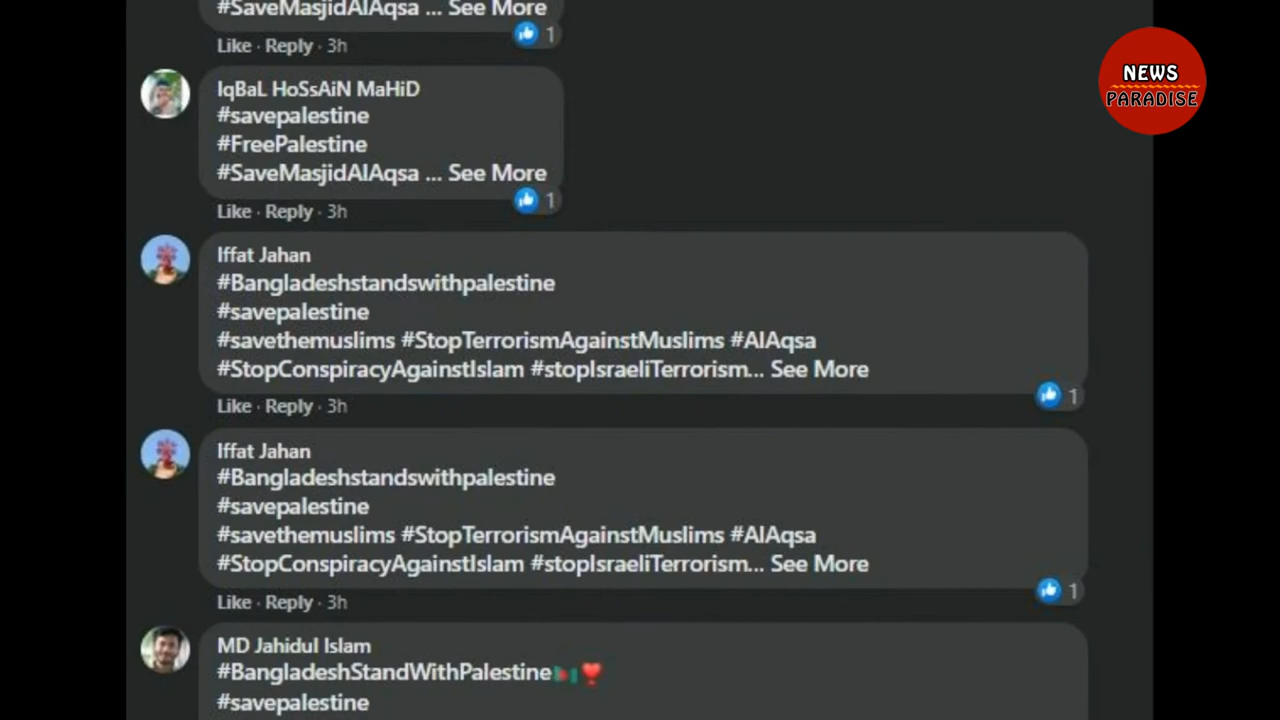 #SaveMasjidAlAqsa ... See More
1
Like · Reply · 3h
IqBaL HoSsAiN MaHiD
#savepalestine
#FreePalestine
#SaveMasjidAlAqsa ... See More
1
Like · Reply · 3h
Iffat Jahan
#Bangladeshstandswithpalestine
#savepalestine
#savethemuslims #StopTerrorismAgainstMuslims #AlAqsa
#StopConspiracyAgainstIslam #stopIsraeliTerrorism... See More
1
Like · Reply · 3h
Iffat Jahan
#Bangladeshstandswithpalestine
#savepalestine
#savethemuslims #StopTerrorismAgainstMuslims #AlAqsa
#StopConspiracyAgainstIslam #stopIsraeliTerrorism... See More
1
Like · Reply · 3h
MD Jahidul Islam
#BangladeshStandWithPalestine🇧🇩❣️
#savepalestine
NEWS
PARADISE